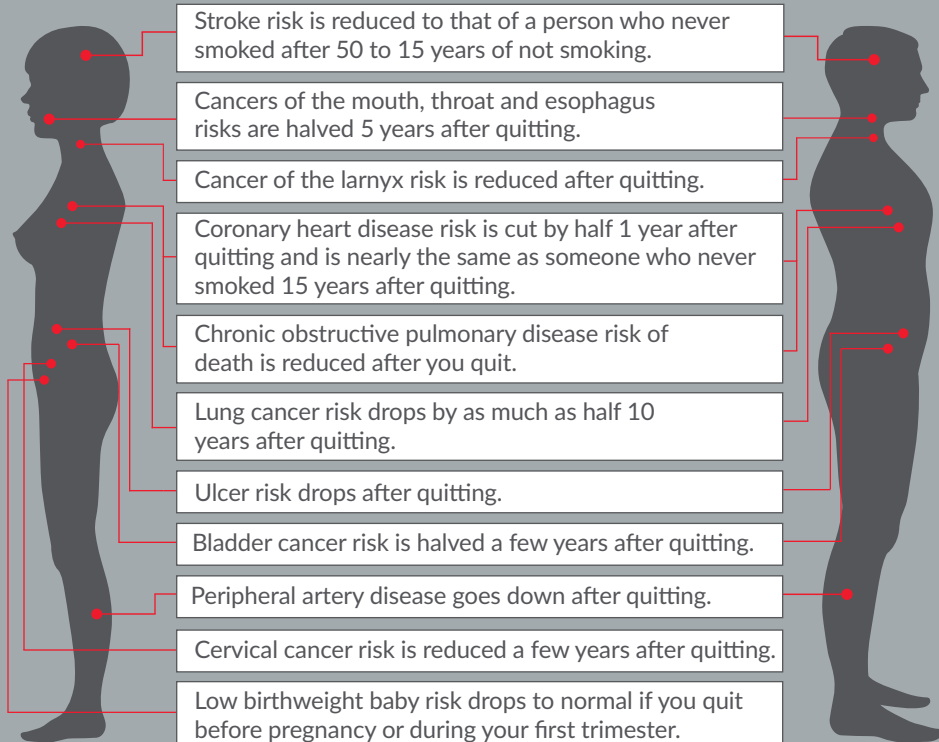 Stroke risk is reduced to that of a person who never
smoked after 50 to 15 years of not smoking.
Cancers of the mouth, throat and esophagus
risks are halved 5 years after quitting.
Cancer of the larnyx risk is reduced after quitting.
Coronary heart disease risk is cut by half 1 year after
quitting and is nearly the same as someone who never
smoked 15 years after quitting.
Chronic obstructive pulmonary disease risk of
death is reduced after you quit.
Lung cancer risk drops by as much as half 10
years after quitting.
Ulcer risk drops after quitting.
Bladder cancer risk is halved a few years after quitting.
Peripheral artery disease goes down after quitting.
Cervical cancer risk is reduced a few years after quitting.
Low birthweight baby risk drops to normal if you quit
before pregnancy or during your first trimester.